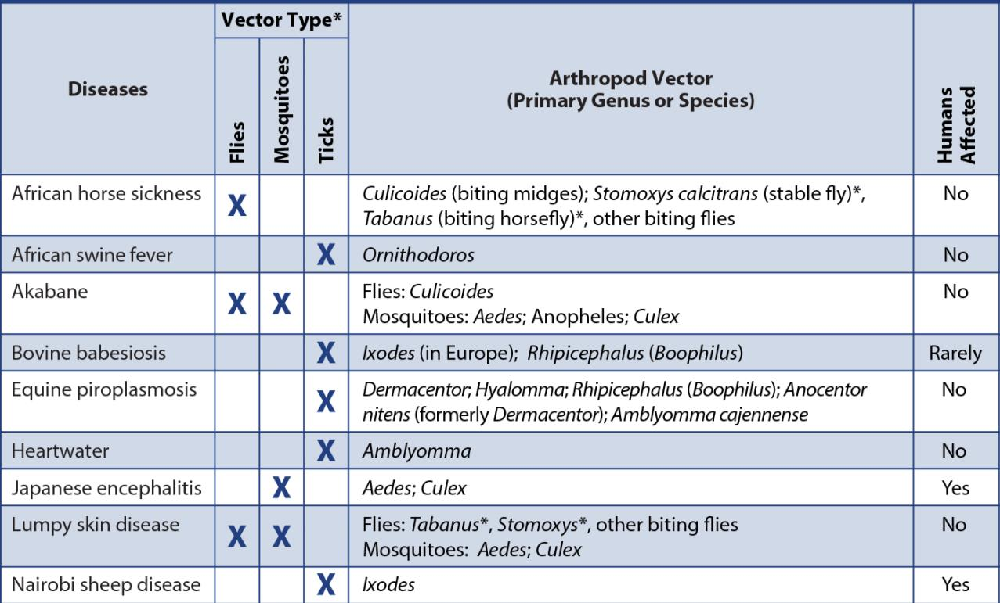 Vector Type*
Diseases
Flies
Mosquitoes
Ticks
Arthropod Vector
(Primary Genus or Species)
Humans
Affected
African horse sickness
X
Culicoides (biting midges); Stomoxys calcitrans (stable fly)*,
Tabanus (biting horsefly)*, other biting flies
No
African swine fever
X
Ornithodoros
No
Akabane
X X
Flies: Culicoides
Mosquitoes: Aedes; Anopheles; Culex
No
Bovine babesiosis
X
Ixodes (in Europe); Rhipicephalus (Boophilus)
Rarely
Equine piroplasmosis
X
Dermacentor; Hyalomma; Rhipicephalus (Boophilus); Anocentor
nitens (formerly Dermacentor); Amblyomma cajennense
No
Heartwater
X
Amblyomma
No
Japanese encephalitis
X
Aedes; Culex
Yes
Lumpy skin disease
X X
Flies: Tabanus*, Stomoxys*, other biting flies
Mosquitoes: Aedes; Culex
No
Nairobi sheep disease
X
Ixodes
Yes